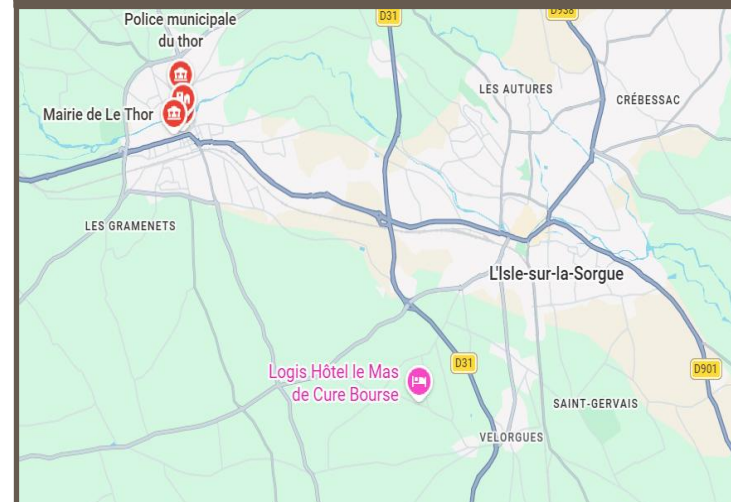 Police municipale
du thor
D31
D938
LES AUTURES
CRÉBESSAC
Mairie de Le Thor
LES GRAMENETS
L'Isle-sur-la-Sorgue
Logis Hôtel le Mas
de Cure Bourse
D31
D901
SAINT-GERVAIS
VELORGUES